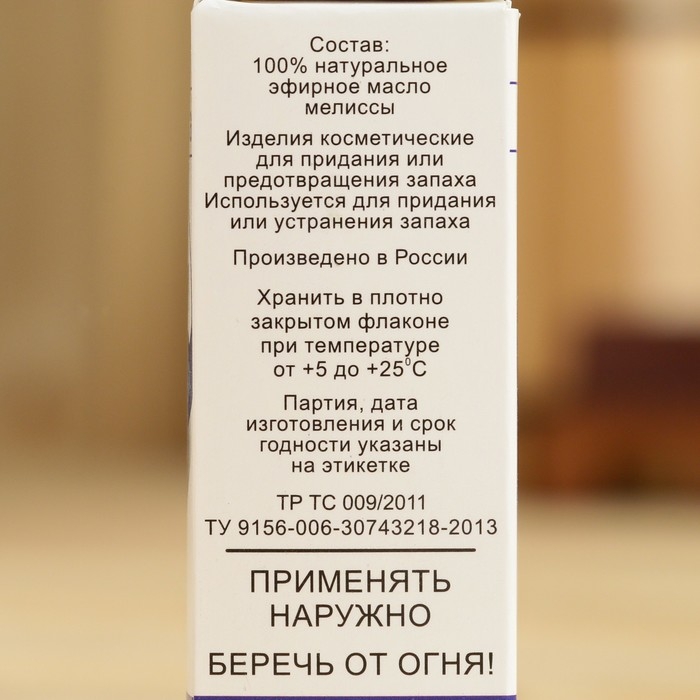 Состав:
100% натуральное
эфирное масло
мелиссы
Изделия косметические
для придания или
предотвращения запаха
Используется для придания
или устранения запаха
Произведено в России
Хранить в плотно
закрытом флаконе
при температуре
от +5 до +25⁰С
Партия, дата
изготовления и срок
годности указаны
на этикетке
ТР ТС 009/2011
ТУ 9156-006-30743218-2013
ПРИМЕНЯТЬ
НАРУЖНО
БЕРЕЧЬ ОТ ОГНЯ!